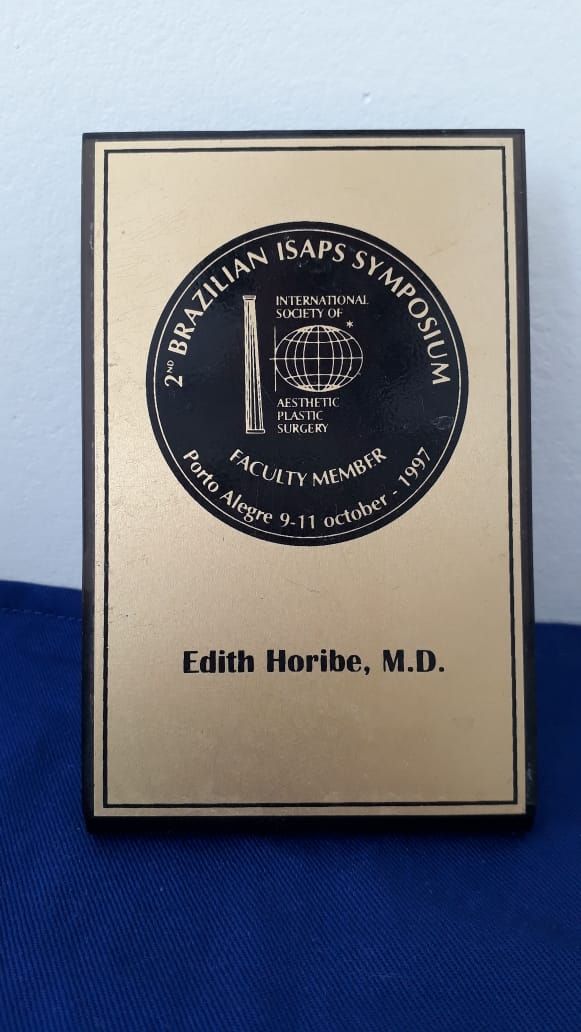 2ND BRAZILIAN ISAPS SYMPOSIUM
INTERNATIONAL
SOCIETY OF
*
AESTHETIC
PLASTIC
SURGERY
FACULTY MEMBER
Porto Alegre 9-11 october - 1997
Edith Horibe, M.D.